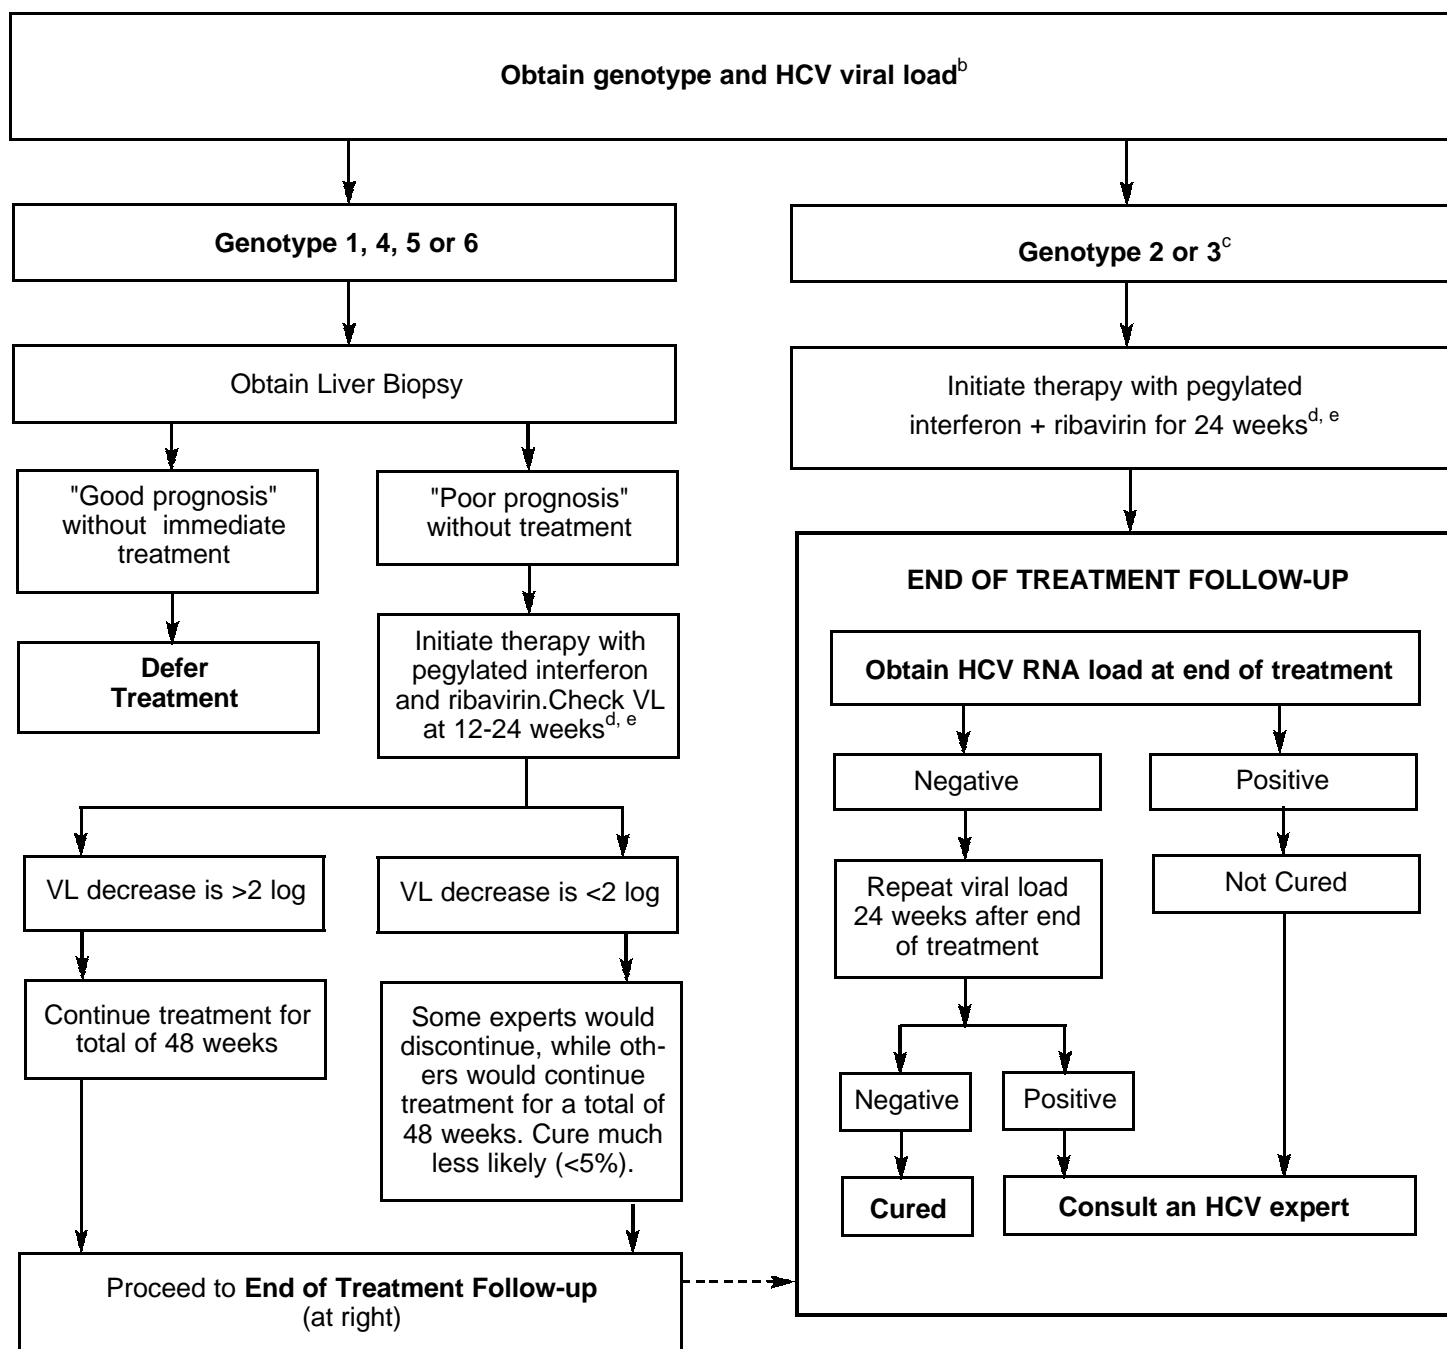 Obtain genotype and HCV viral load^b
Genotype 1, 4, 5 or 6
Obtain Liver Biopsy
"Good prognosis"
without immediate
treatment
Defer
Treatment
"Poor prognosis"
without treatment
Initiate therapy with
pegylated interferon
and ribavirin.Check VL
at 12-24 weeks^d, e
VL decrease is >2 log
Continue treatment for
total of 48 weeks
VL decrease is <2 log
Some experts would
discontinue, while oth-
ers would continue
treatment for a total of
48 weeks. Cure much
less likely (<5%).
Proceed to End of Treatment Follow-up
(at right)
Genotype 2 or 3^c
Initiate therapy with pegylated
interferon + ribavirin for 24 weeks^d, e
END OF TREATMENT FOLLOW-UP
Obtain HCV RNA load at end of treatment
Negative
Repeat viral load
24 weeks after end
of treatment
Negative
Cured
Positive
Positive
Not Cured
Consult an HCV expert